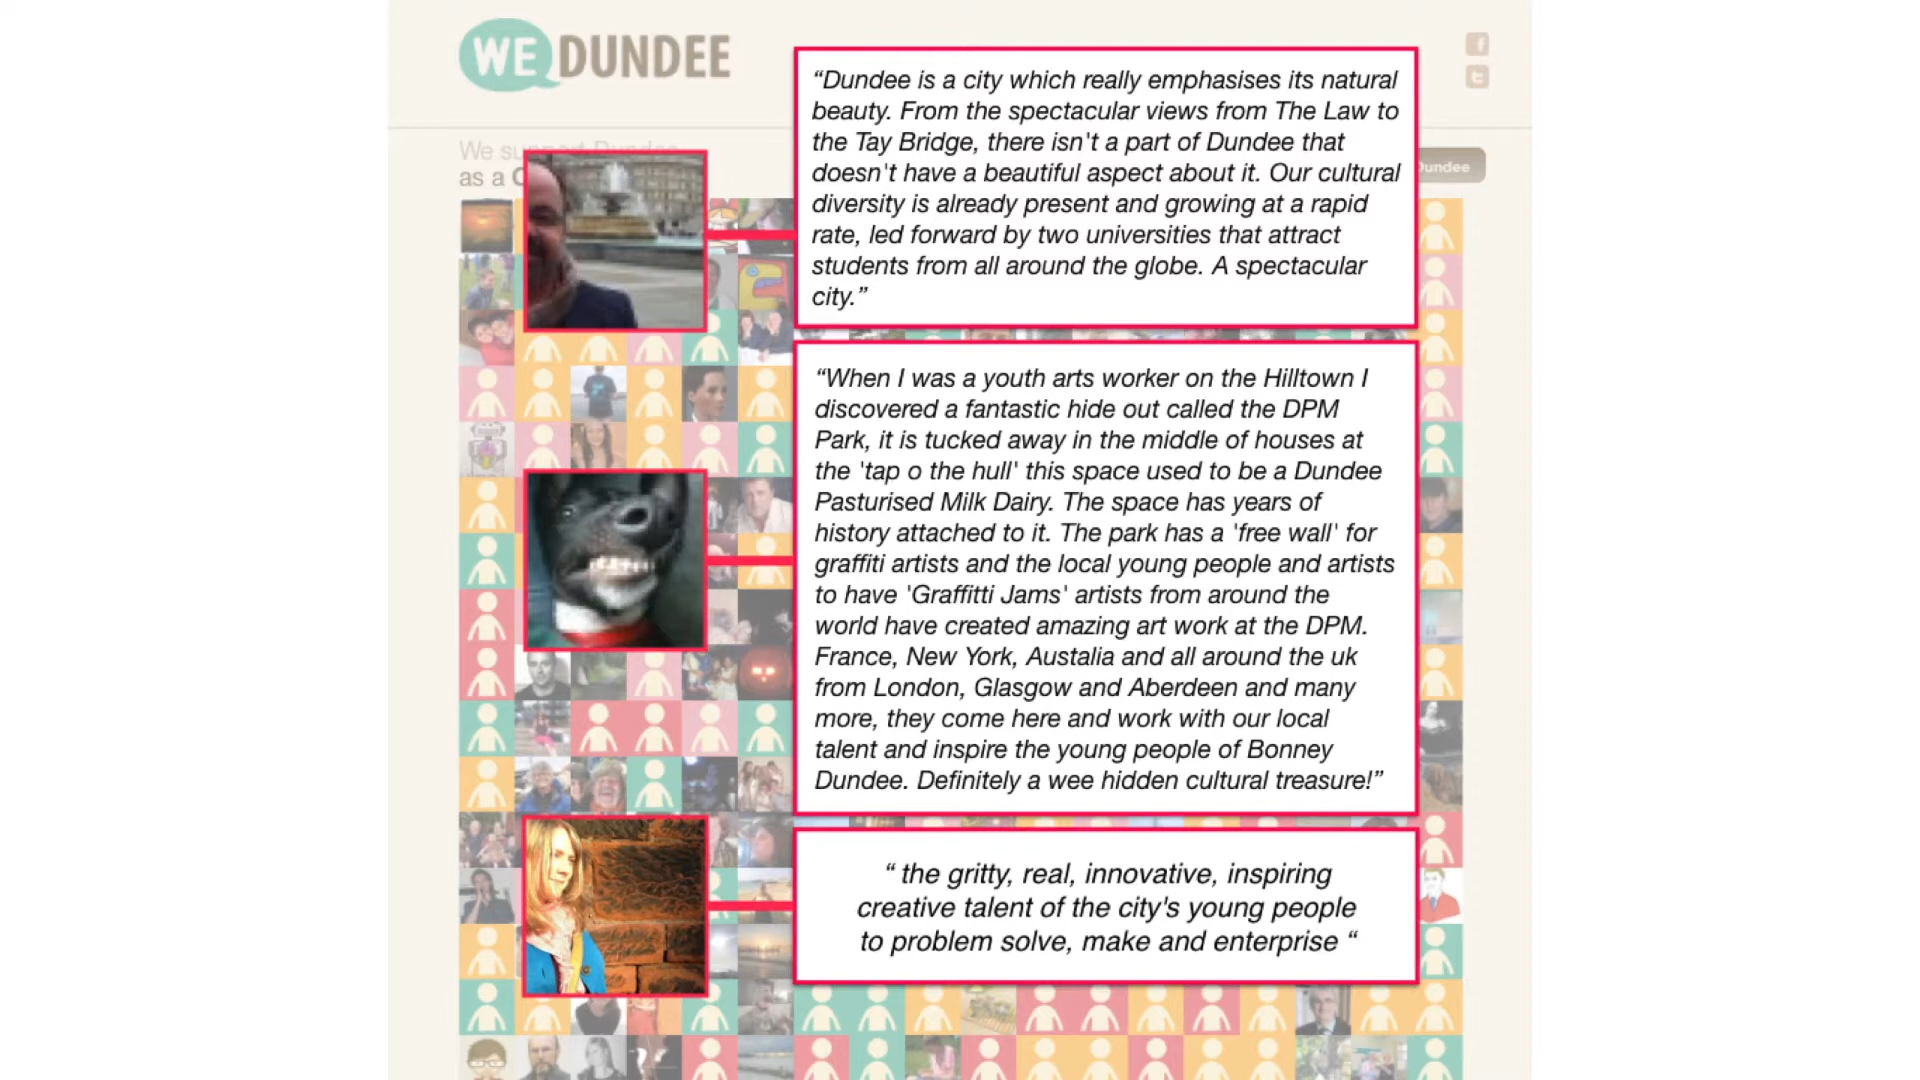 WE DUNDEE
We support Dundee
as a
Dundee
“Dundee is a city which really emphasises its natural
beauty. From the spectacular views from The Law to
the Tay Bridge, there isn't a part of Dundee that
doesn't have a beautiful aspect about it. Our cultural
diversity is already present and growing at a rapid
rate, led forward by two universities that attract
students from all around the globe. A spectacular
city.”
“When I was a youth arts worker on the Hilltown I
discovered a fantastic hide out called the DPM
Park, it is tucked away in the middle of houses at
the 'tap o the hull' this space used to be a Dundee
Pasturised Milk Dairy. The space has years of
history attached to it. The park has a 'free wall' for
graffiti artists and the local young people and artists
to have 'Graffitti Jams' artists from around the
world have created amazing art work at the DPM.
France, New York, Austalia and all around the uk
from London, Glasgow and Aberdeen and many
more, they come here and work with our local
talent and inspire the young people of Bonney
Dundee. Definitely a wee hidden cultural treasure!”
“ the gritty, real, innovative, inspiring
creative talent of the city's young people
to problem solve, make and enterprise “